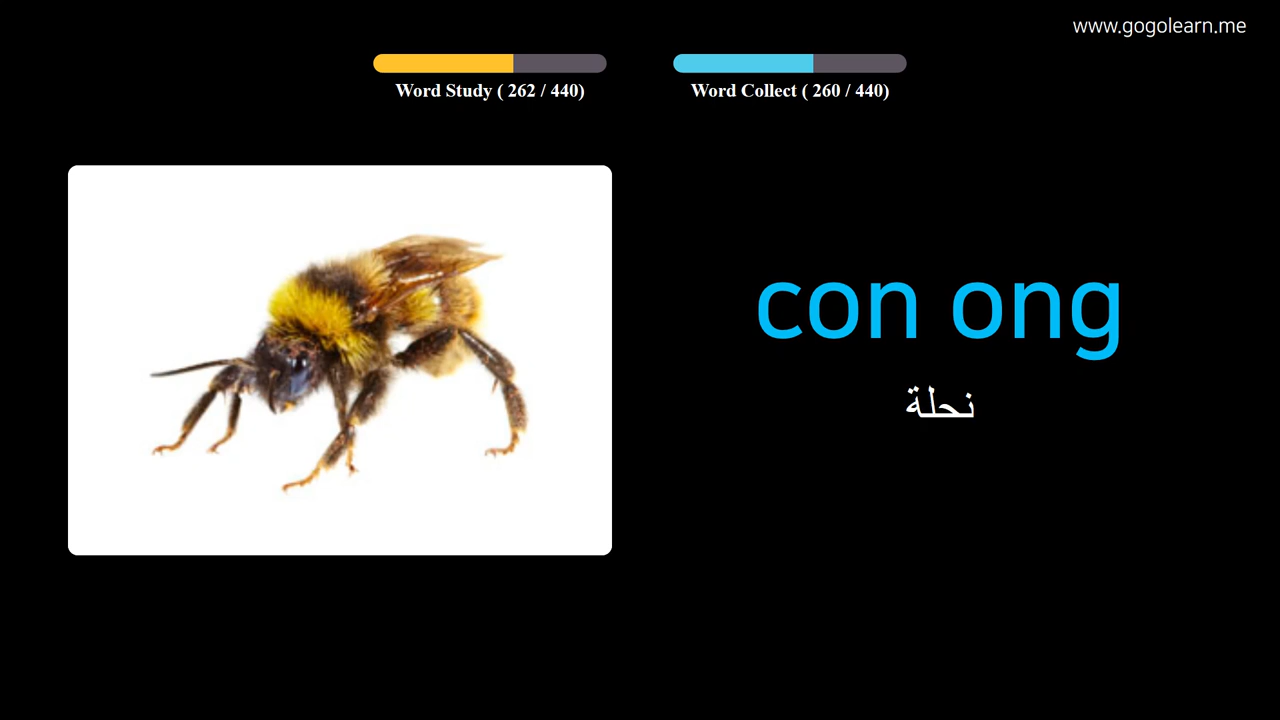 www.gogolearn.me
Word Study ( 262 / 440)
Word Collect ( 260 / 440)
con ong
نحلة